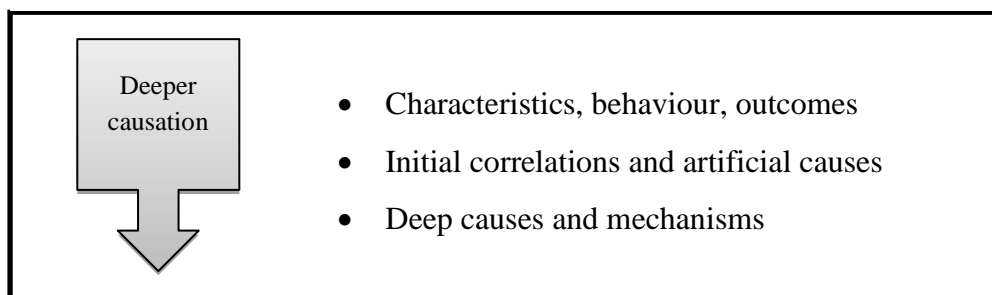 Deeper
causation
• Characteristics, behaviour, outcomes
• Initial correlations and artificial causes
• Deep causes and mechanisms